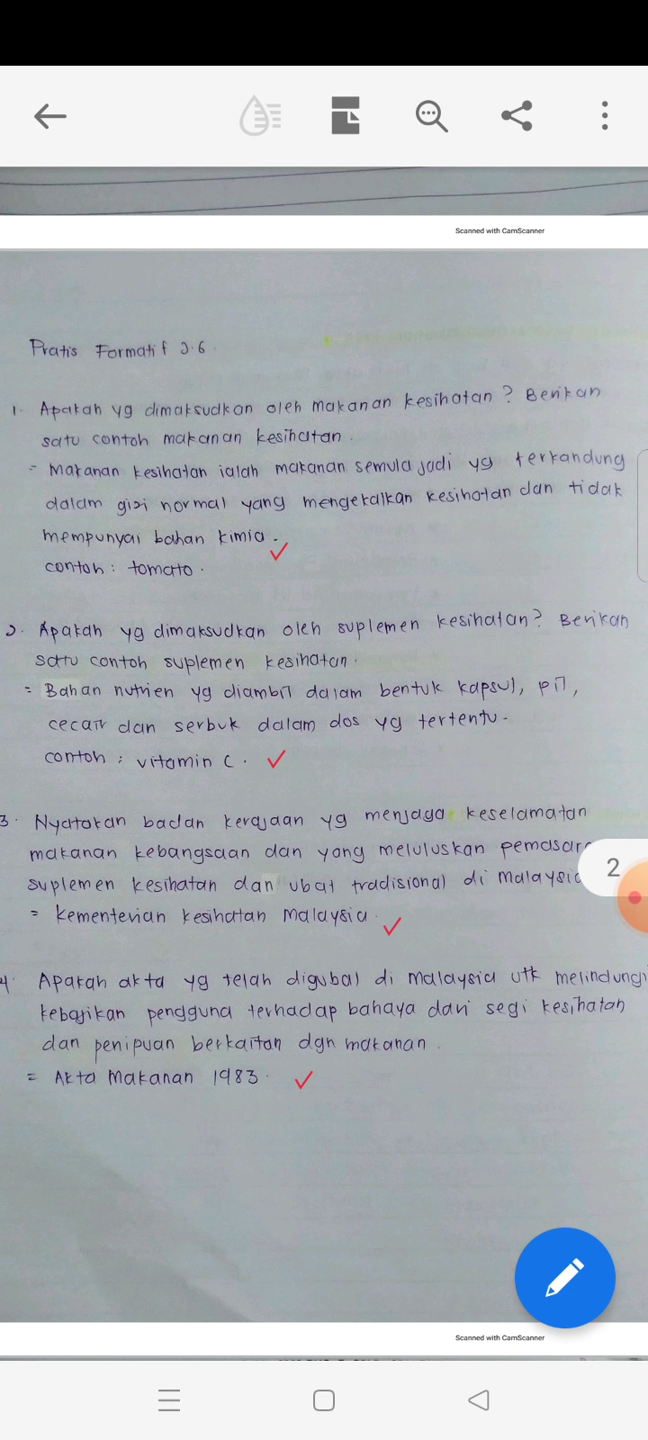 Scanned with CamScanner
Pratis Formatif 2.6
1. Apakah yg dimaksudkan oleh makanan kesihatan? Berikan
satu contoh makanan kesihatan.
= Makanan kesihatan ialah makanan semula jadi yg terkandung
dalam gizi normal yang mengekalkan kesihatan dan tidak
mempunyai bahan kimia.
contoh : tomato.
2. Apakah yg dimaksudkan oleh suplemen kesihatan? Berikan
satu contoh suplemen kesihatan.
= Bahan nutrien yg diambil dalam bentuk kapsul, pil,
cecair dan serbuk dalam dos yg tertentu.
contoh : vitamin C.
3. Nyatakan badan kerajaan yg menjaga keselamatan
makanan kebangsaan dan yang meluluskan pemasar
suplemen kesihatan dan ubat tradisional di Malaysia
2
= Kementerian kesihatan Malaysia.
4 Apakah akta yg telah digubal di malaysia utk melindungi
kebajikan pengguna terhadap bahaya dari segi kesihatan
dan penipuan berkaitan dgn makanan.
= Akta Makanan 1983.
Scanned with CamScanner